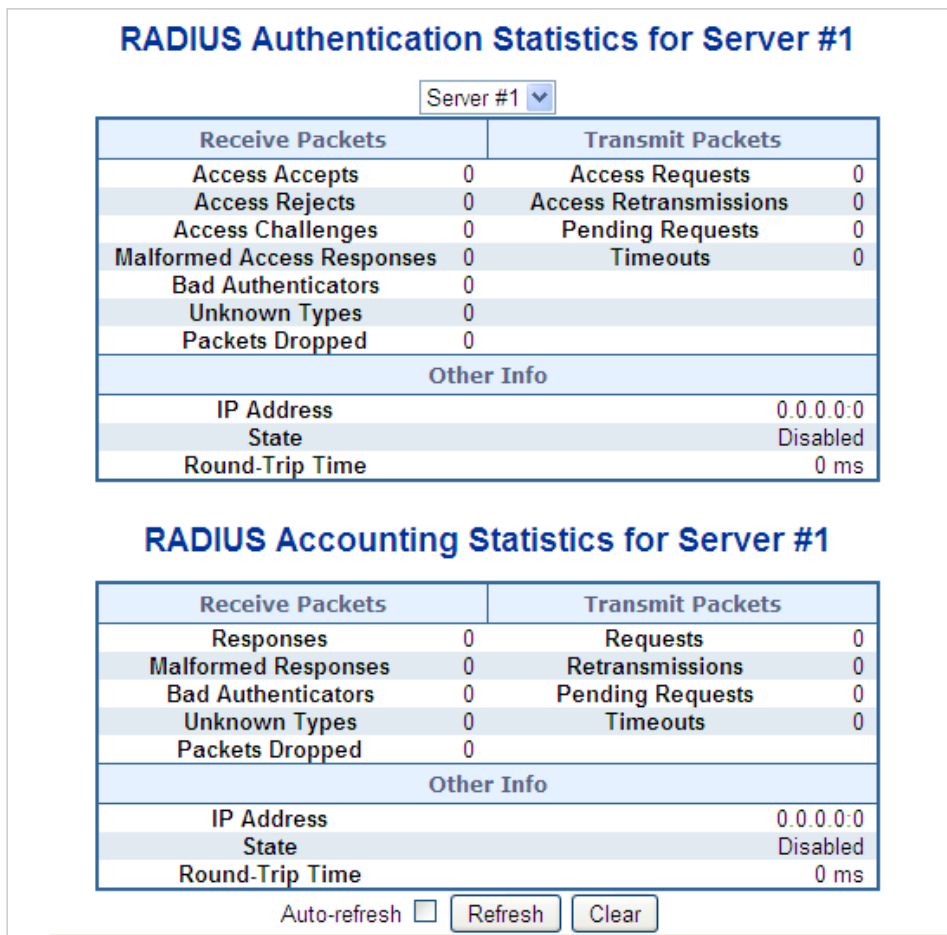 RADIUS Authentication Statistics for Server #1
Server #1
Receive Packets Transmit Packets
Access Accepts 0 Access Requests 0
Access Rejects 0 Access Retransmissions 0
Access Challenges 0 Pending Requests 0
Malformed Access Responses 0 Timeouts 0
Bad Authenticators 0
Unknown Types 0
Packets Dropped 0
Other Info
IP Address 0.0.0.0:0
State Disabled
Round-Trip Time 0 ms
RADIUS Accounting Statistics for Server #1
Receive Packets Transmit Packets
Responses 0 Requests 0
Malformed Responses 0 Retransmissions 0
Bad Authenticators 0 Pending Requests 0
Unknown Types 0 Timeouts 0
Packets Dropped 0
Other Info
IP Address 0.0.0.0:0
State Disabled
Round-Trip Time 0 ms
Auto-refresh Refresh Clear